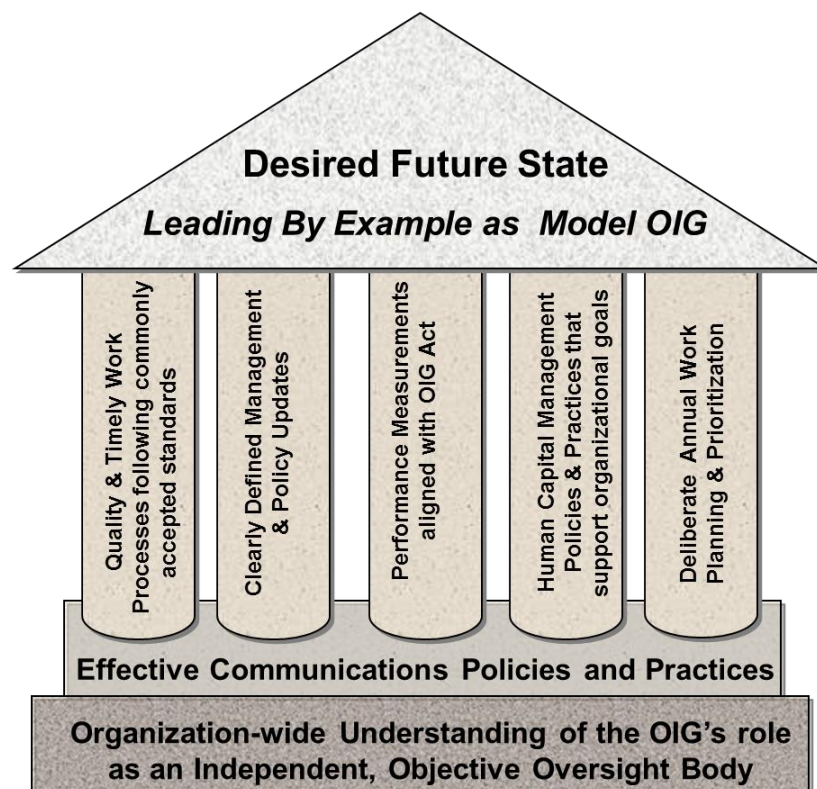 Desired Future State
Leading By Example as Model OIG
Quality & Timely Work
Processes following commonly
accepted standards
Clearly Defined Management
& Policy Updates
Performance Measurements
aligned with OIG Act
Human Capital Management
Policies & Practices that
support organizational goals
Deliberate Annual Work
Planning & Prioritization
Effective Communications Policies and Practices
Organization-wide Understanding of the OIG's role
as an Independent, Objective Oversight Body